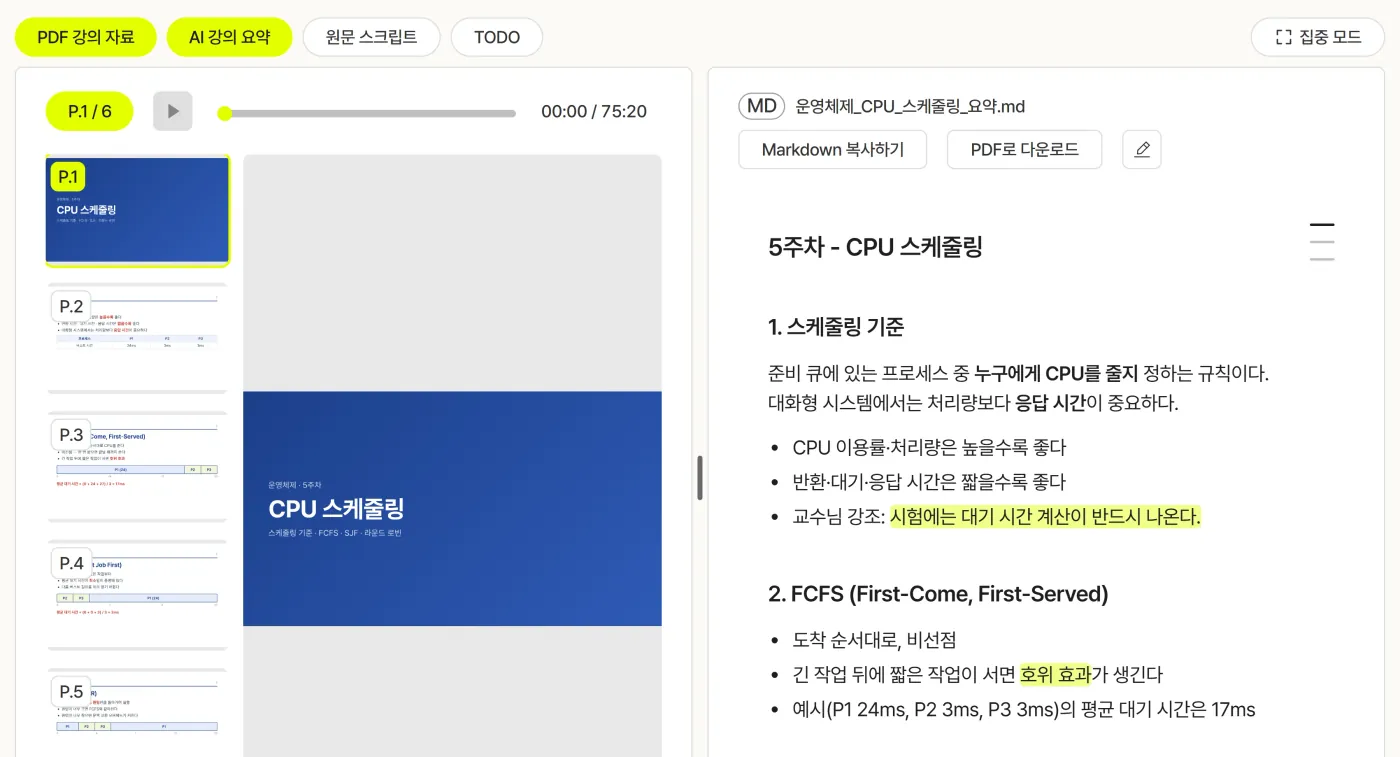 PDF 강의 자료
AI 강의 요약
원문 스크립트
TODO
집중 모드
P.1 / 6
00:00 / 75:20
P.1
CPU 스케줄링
P.2
P.3
Come, First-Served)
P.4
t Job First)
P.5
운영체제 · 5주차
CPU 스케줄링
스케줄링 기준 · FCFS · SJF · 라운드 로빈
MD
운영체제_CPU_스케줄링_요약.md
Markdown 복사하기
PDF로 다운로드
5주차 - CPU 스케줄링
1. 스케줄링 기준
준비 큐에 있는 프로세스 중 누구에게 CPU를 줄지 정하는 규칙이다.
대화형 시스템에서는 처리량보다 응답 시간이 중요하다.
• CPU 이용률·처리량은 높을수록 좋다
• 반환·대기·응답 시간은 짧을수록 좋다
• 교수님 강조: 시험에는 대기 시간 계산이 반드시 나온다.
2. FCFS (First-Come, First-Served)
• 도착 순서대로, 비선점
• 긴 작업 뒤에 짧은 작업이 서면 호위 효과가 생긴다
• 예시(P1 24ms, P2 3ms, P3 3ms)의 평균 대기 시간은 17ms